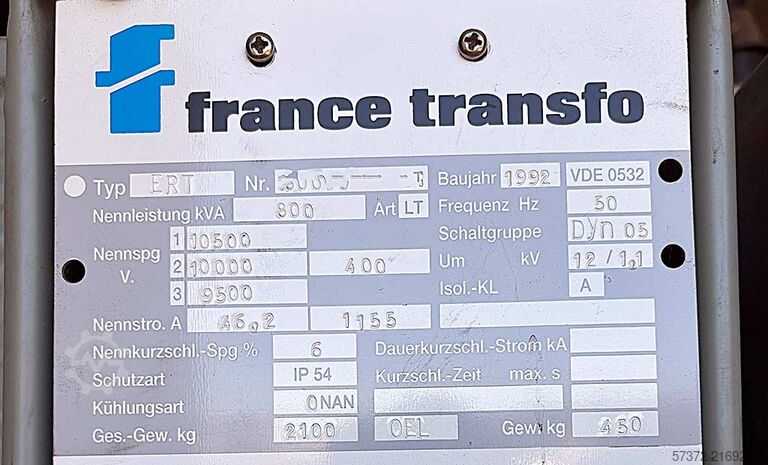 france transfo
Typ ERT Nr. Baujahr 1992 VDE 0532
Nennleistung kVA 800 Art LT Frequenz Hz 50
1 10500 Schaltgruppe Dyn 05
Nennspg V. 2 10000 400 Um kV 12/1,1
3 9500 Isol.-KL A
Nennstro. A 46,2 1155
Nennkurzschl.-Spg % 6 Dauerkurzschl.-Strom kA
Schutzart IP 54 Kurzschl.-Zeit max. s
Kühlungsart ONAN
Ges.-Gew. kg 2100 OEL Gew. kg 450
57372-21692